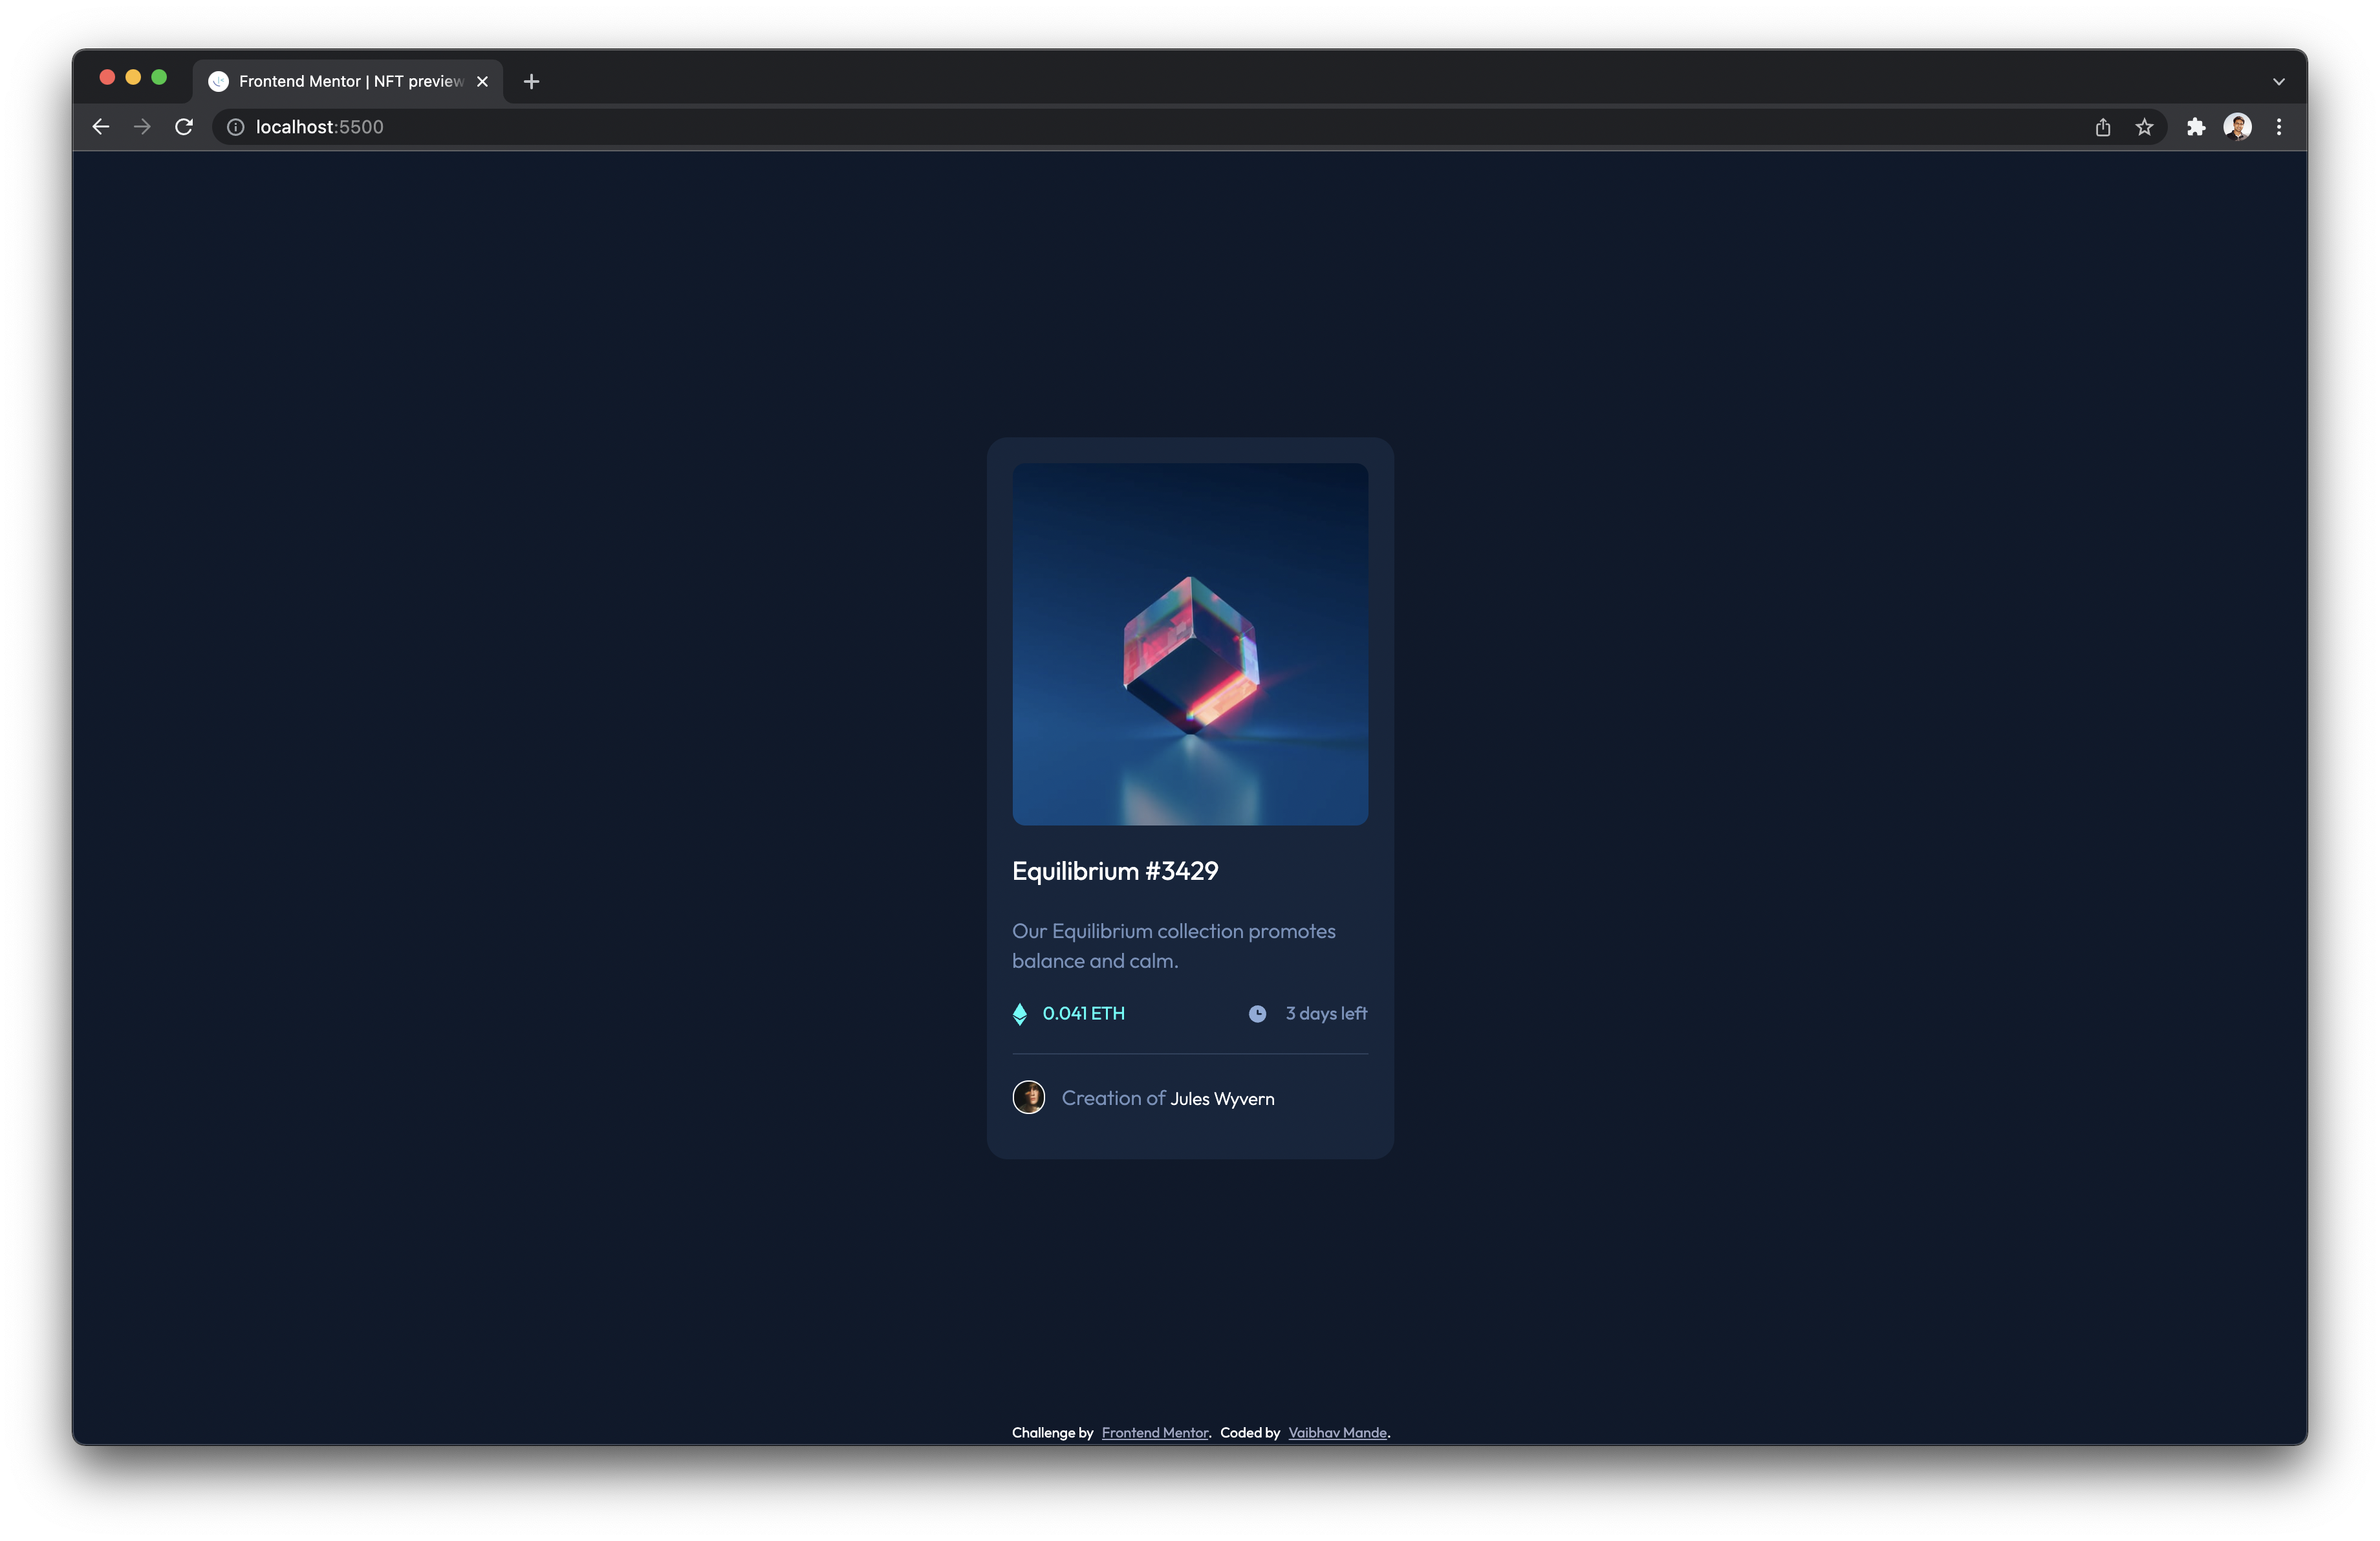 Frontend Mentor | NFT preview
localhost:5500
Equilibrium #3429
Our Equilibrium collection promotes
balance and calm.
0.041 ETH
3 days left
Creation of Jules Wyvern
Challenge by Frontend Mentor. Coded by Vaibhav Mande.